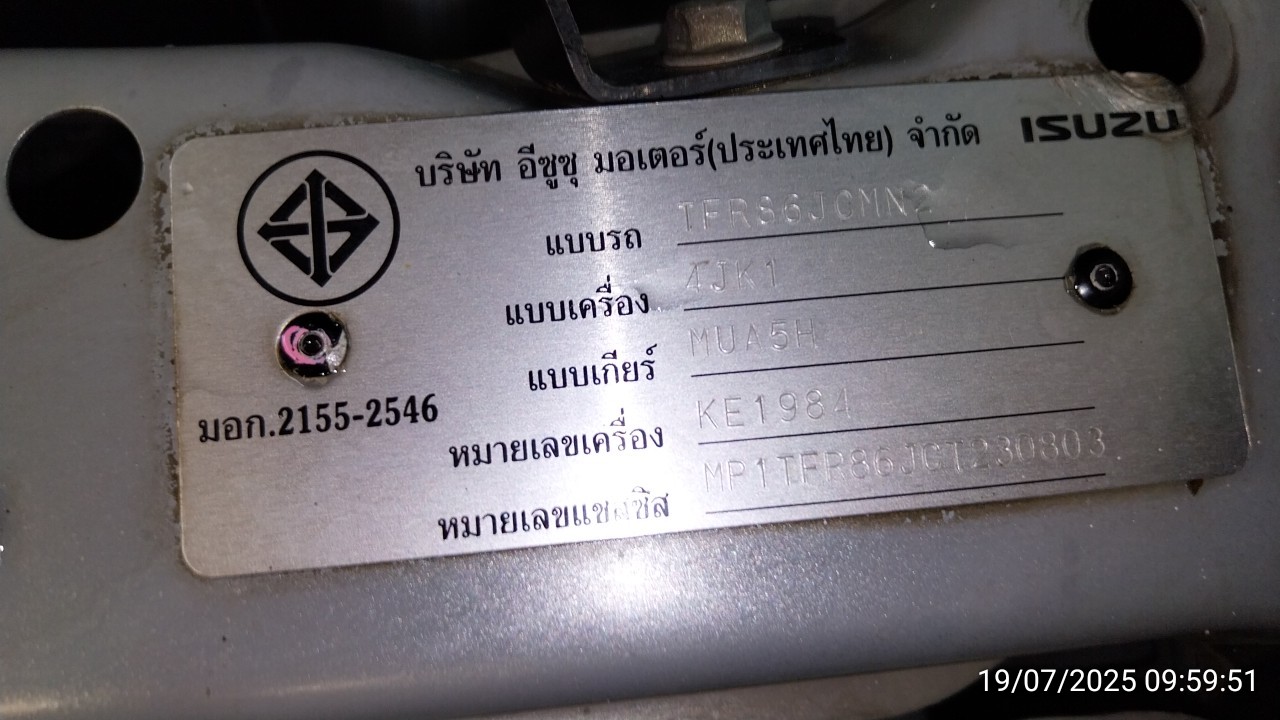 บริษัท อีซูซุ มอเตอร์(ประเทศไทย) จำกัด ISUZU
แบบรถ TFR86JCMN2
แบบเครื่อง 4JK1
แบบเกียร์ MUA5H
มอก.2155-2546
หมายเลขเครื่อง KE1984
หมายเลขแชสซิส MP1TFR86JCT230803
19/07/2025 09:59:51